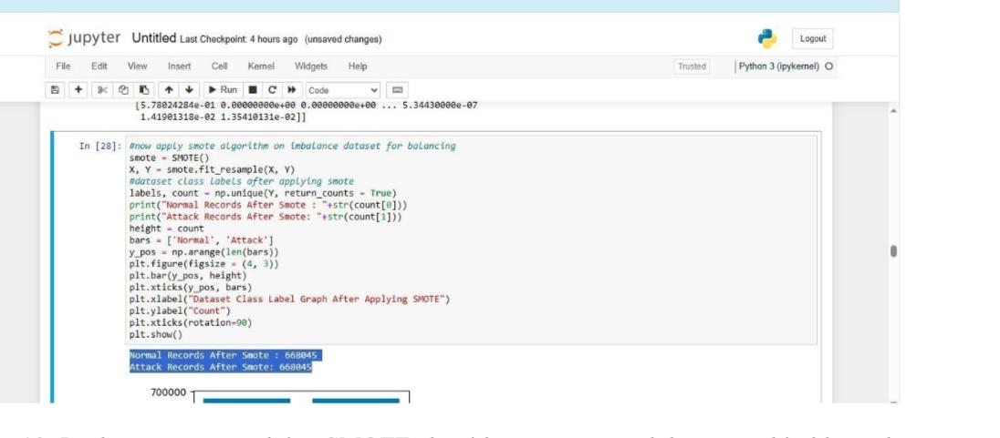 jupyter Untitled Last Checkpoint: 4 hours ago (unsaved changes)
Logout
File Edit View Insert Cell Kernel Widgets Help
Trusted
Python 3 (ipykernel)
Run
Code
[5.78024284e-01 0.00000000e+00 0.00000000e+00 ... 5.34430000e-07
1.41901318e-02 1.35410131e-02]]
In [28]: #now apply smote algorithm on imbalance dataset for balancing
smote = SMOTE()
X, Y = smote.fit_resample(X, Y)
#dataset class labels after applying smote
labels, count = np.unique(Y, return_counts = True)
print("Normal Records After Smote : "+str(count[0]))
print("Attack Records After Smote: "+str(count[1]))
height = count
bars = ['Normal', 'Attack']
y_pos = np.arange(len(bars))
plt.figure(figsize = (4, 3))
plt.bar(y_pos, height)
plt.xticks(y_pos, bars)
plt.xlabel("Dataset Class Label Graph After Applying SMOTE")
plt.ylabel("Count")
plt.xticks(rotation=90)
plt.show()
Normal Records After Smote : 668045
Attack Records After Smote: 668045
700000